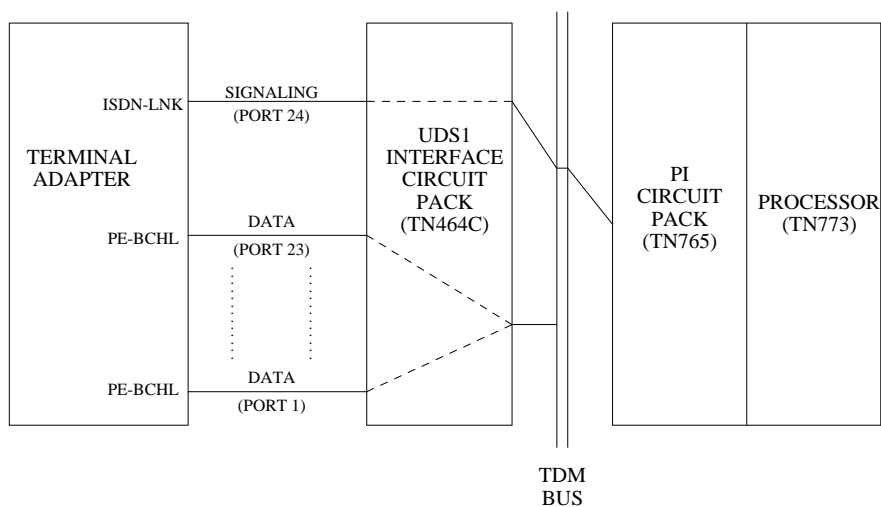 ISDN-LNK
SIGNALING
(PORT 24)
TERMINAL
ADAPTER
PE-BCHL
DATA
(PORT 23)
PE-BCHL
DATA
(PORT 1)
UDS1
INTERFACE
CIRCUIT
PACK
(TN464C)
TDM
BUS
PI
CIRCUIT
PACK
(TN765)
PROCESSOR
(TN773)